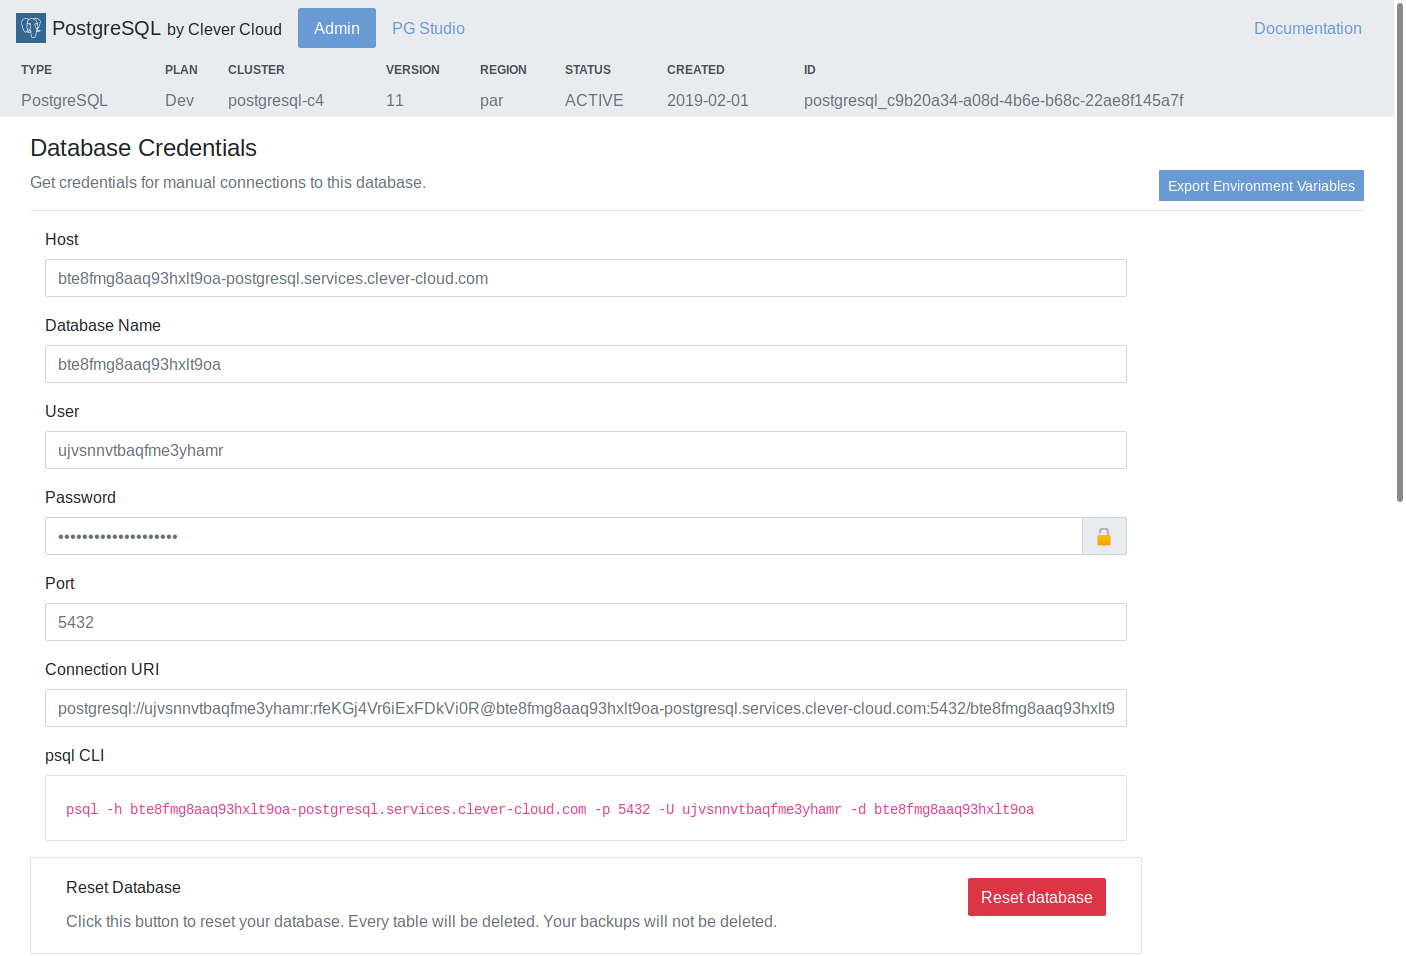 PostgreSQL by Clever Cloud Admin PG Studio Documentation
TYPE PLAN CLUSTER VERSION REGION STATUS CREATED ID
PostgreSQL Dev postgresql-c4 11 par ACTIVE 2019-02-01 postgresql_c9b20a34-a08d-4b6e-b68c-22ae8f145a7f
Database Credentials
Get credentials for manual connections to this database.
Export Environment Variables
Host
bte8fmg8aaq93hxlt9oa-postgresql.services.clever-cloud.com
Database Name
bte8fmg8aaq93hxlt9oa
User
ujvsnnvtbaqfme3yhamr
Password
••••••••••••••••••••
Port
5432
Connection URI
postgresql://ujvsnnvtbaqfme3yhamr:rfeKGj4Vr6iExFDkVi0R@bte8fmg8aaq93hxlt9oa-postgresql.services.clever-cloud.com:5432/bte8fmg8aaq93hxlt9
psql CLI
psql -h bte8fmg8aaq93hxlt9oa-postgresql.services.clever-cloud.com -p 5432 -U ujvsnnvtbaqfme3yhamr -d bte8fmg8aaq93hxlt9oa
Reset Database
Reset database
Click this button to reset your database. Every table will be deleted. Your backups will not be deleted.